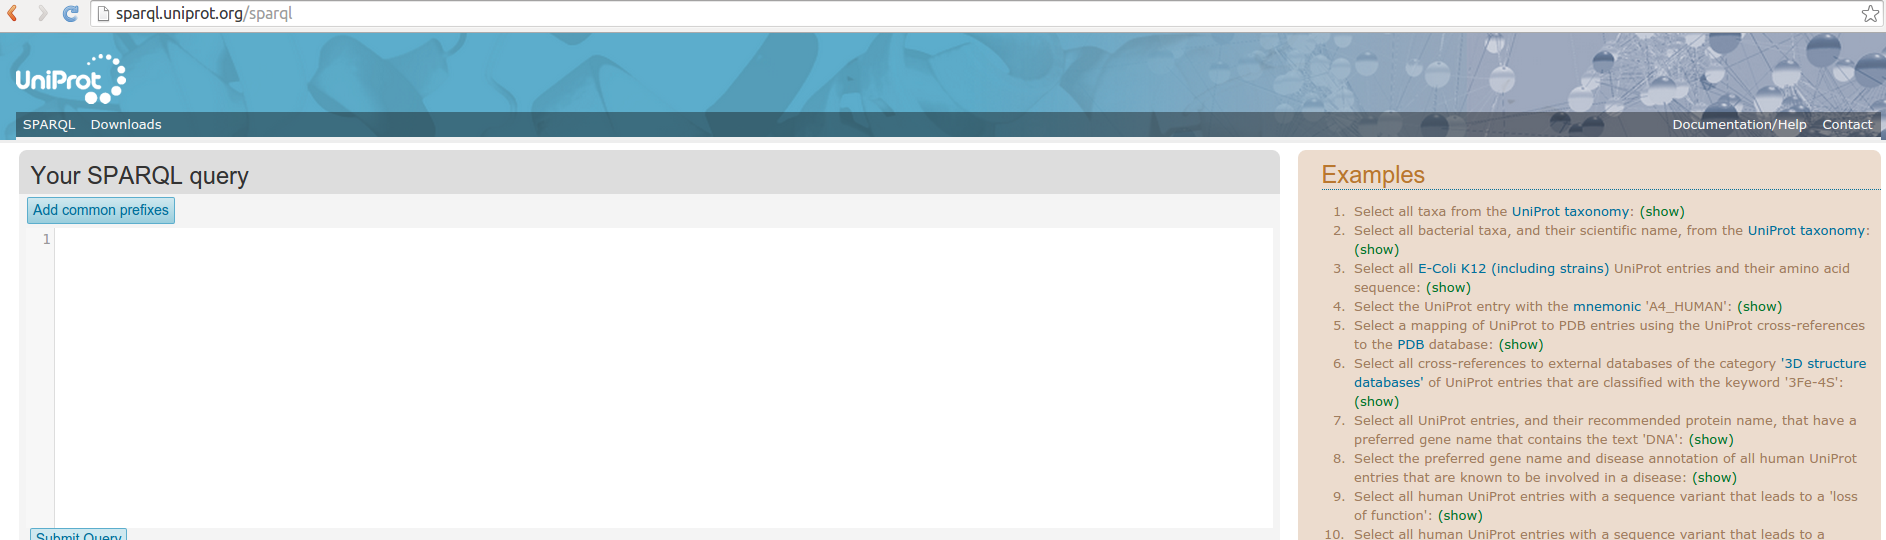 sparql.uniprot.org/sparql
UniProt
SPARQL Downloads
Documentation/Help Contact
Your SPARQL query
Add common prefixes
1
Submit Query
Examples
1. Select all taxa from the UniProt taxonomy: (show)
2. Select all bacterial taxa, and their scientific name, from the UniProt taxonomy:
(show)
3. Select all E-Coli K12 (including strains) UniProt entries and their amino acid
sequence: (show)
4. Select the UniProt entry with the mnemonic 'A4_HUMAN': (show)
5. Select a mapping of UniProt to PDB entries using the UniProt cross-references
to the PDB database: (show)
6. Select all cross-references to external databases of the category '3D structure
databases' of UniProt entries that are classified with the keyword '3Fe-4S':
(show)
7. Select all UniProt entries, and their recommended protein name, that have a
preferred gene name that contains the text 'DNA': (show)
8. Select the preferred gene name and disease annotation of all human UniProt
entries that are known to be involved in a disease: (show)
9. Select all human UniProt entries with a sequence variant that leads to a 'loss
of function': (show)
10. Select all human UniProt entries with a sequence variant that leads to a